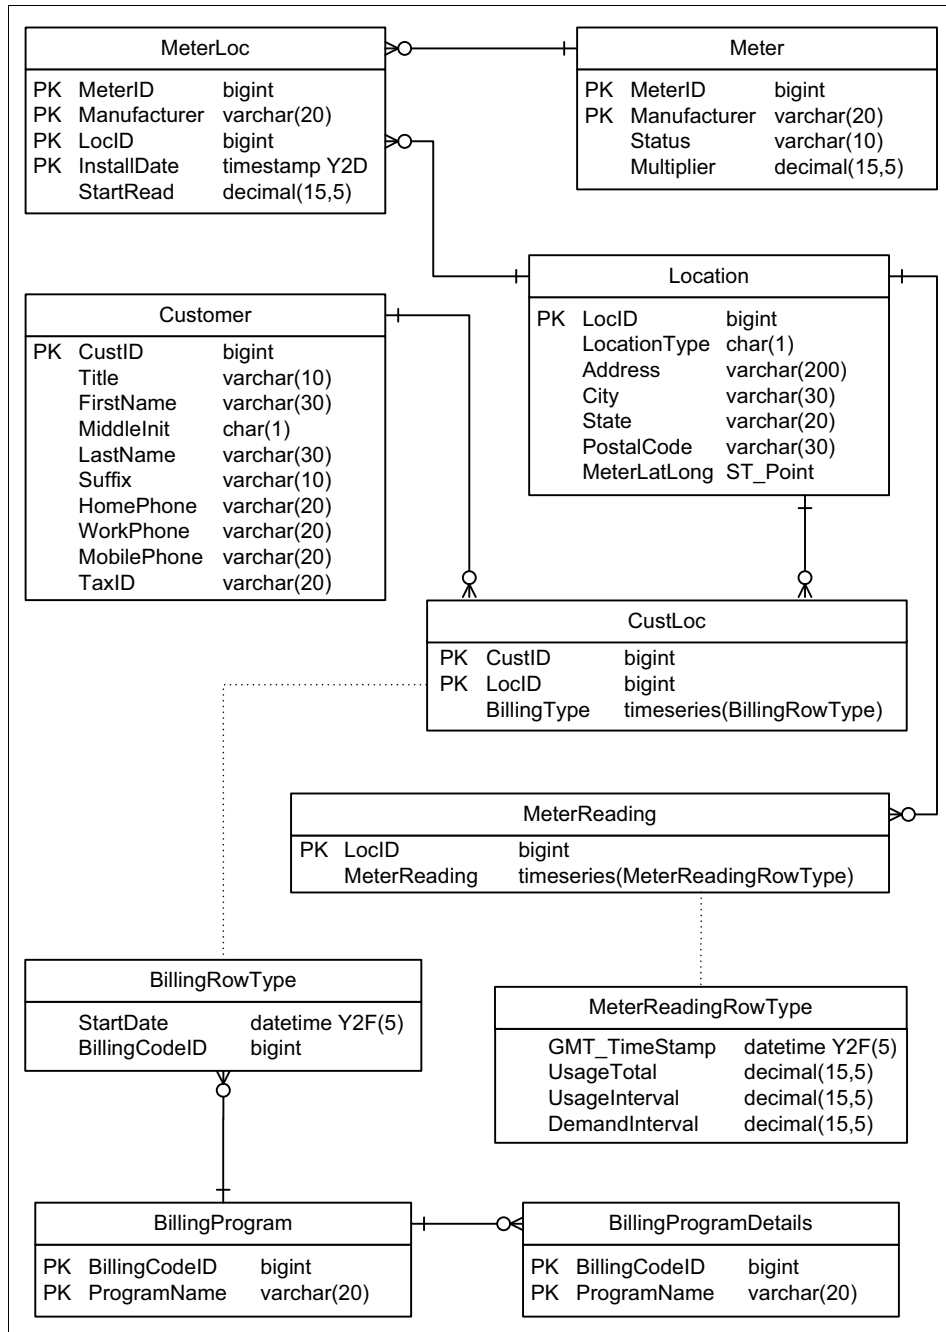 MeterLoc
PK MeterID bigint
PK Manufacturer varchar(20)
PK LocID bigint
PK InstallDate timestamp Y2D
StartRead decimal(15,5)
Meter
PK MeterID bigint
PK Manufacturer varchar(20)
Status varchar(10)
Multiplier decimal(15,5)
Location
PK LocID bigint
LocationType char(1)
Address varchar(200)
City varchar(30)
State varchar(20)
PostalCode varchar(30)
MeterLatLong ST_Point
Customer
PK CustID bigint
Title varchar(10)
FirstName varchar(30)
MiddleInit char(1)
LastName varchar(30)
Suffix varchar(10)
HomePhone varchar(20)
WorkPhone varchar(20)
MobilePhone varchar(20)
TaxID varchar(20)
CustLoc
PK CustID bigint
PK LocID bigint
BillingType timeseries(BillingRowType)
MeterReading
PK LocID bigint
MeterReading timeseries(MeterReadingRowType)
BillingRowType
StartDate datetime Y2F(5)
BillingCodeID bigint
MeterReadingRowType
GMT_TimeStamp datetime Y2F(5)
UsageTotal decimal(15,5)
UsageInterval decimal(15,5)
DemandInterval decimal(15,5)
BillingProgram
PK BillingCodeID bigint
PK ProgramName varchar(20)
BillingProgramDetails
PK BillingCodeID bigint
PK ProgramName varchar(20)